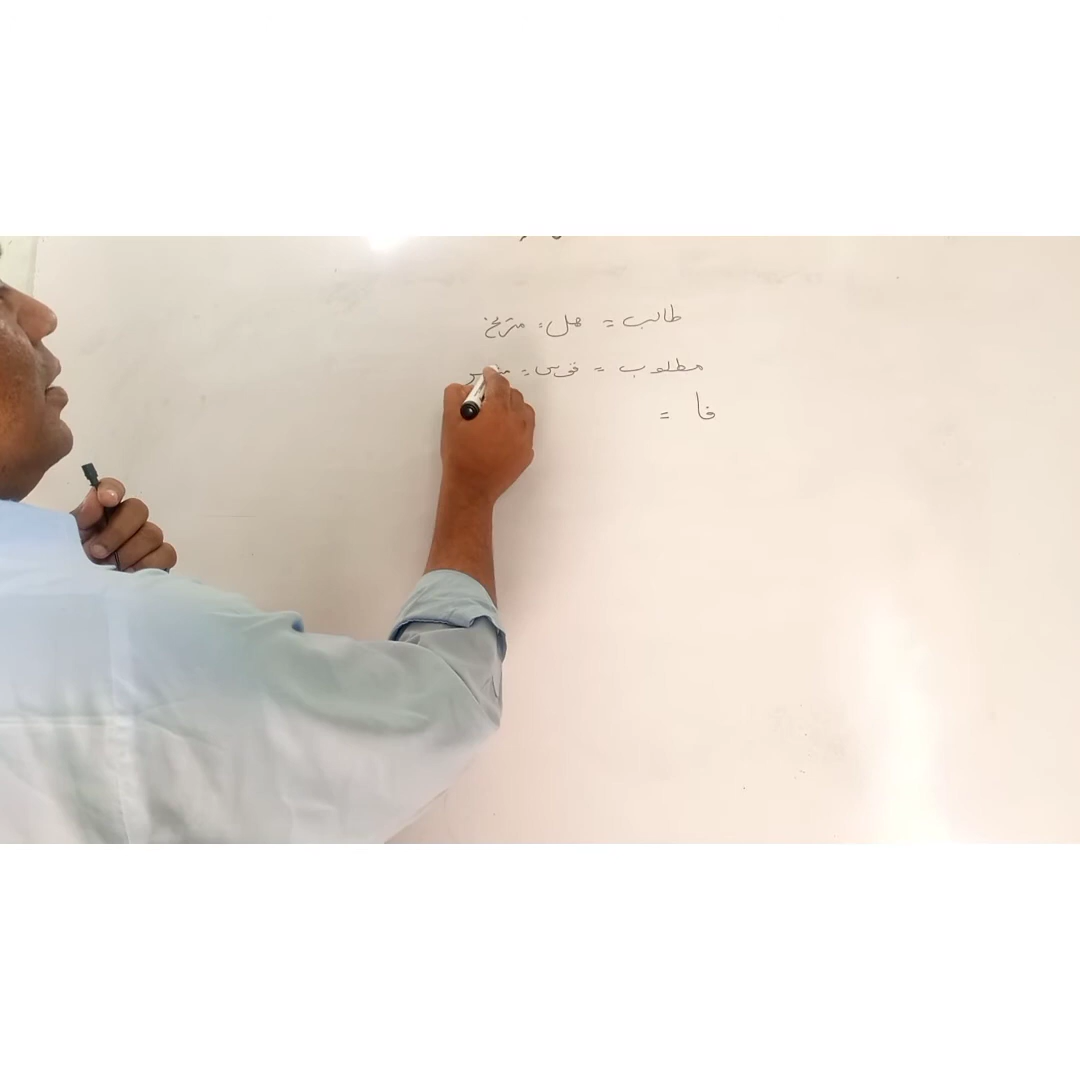 طالب = حمل = مریخ
مطلوب = قوس =
فا =